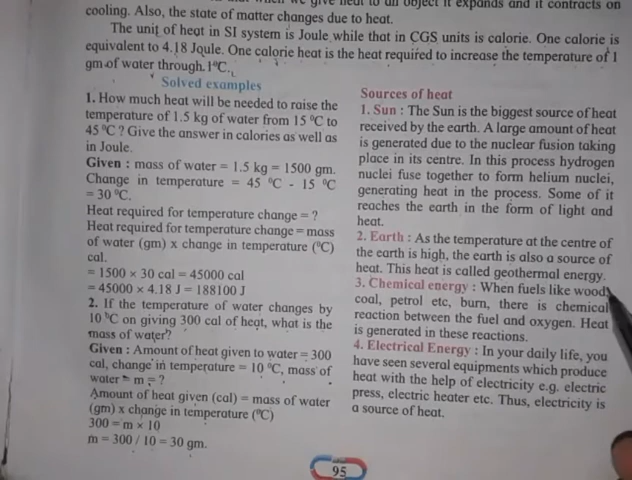 when we give heat to an object it expands and it contracts on
cooling. Also, the state of matter changes due to heat.
The unit of heat in SI system is Joule while that in CGS units is calorie. One calorie is
equivalent to 4.18 Joule. One calorie heat is the heat required to increase the temperature of 1
gm of water through 1°C.
Solved examples
1. How much heat will be needed to raise the
temperature of 1.5 kg of water from 15 °C to
45 °C ? Give the answer in calories as well as
in Joule.
Given : mass of water = 1.5 kg = 1500 gm.
Change in temperature = 45 °C - 15 °C
= 30 °C.
Heat required for temperature change = ?
Heat required for temperature change = mass
of water (gm) x change in temperature (°C)
cal.
= 1500 × 30 cal = 45000 cal
= 45000 × 4.18 J = 188100 J
2. If the temperature of water changes by
10 °C on giving 300 cal of heat, what is the
mass of water?
Given : Amount of heat given to water = 300
cal, change in temperature = 10 °C, mass of
water = m = ?
Amount of heat given (cal) = mass of water
(gm) x change in temperature (°C)
300 = m × 10
m = 300 / 10 = 30 gm.
Sources of heat
1. Sun : The Sun is the biggest source of heat
received by the earth. A large amount of heat
is generated due to the nuclear fusion taking
place in its centre. In this process hydrogen
nuclei fuse together to form helium nuclei,
generating heat in the process. Some of it
reaches the earth in the form of light and
heat.
2. Earth : As the temperature at the centre of
the earth is high, the earth is also a source of
heat. This heat is called geothermal energy.
3. Chemical energy : When fuels like wood,
coal, petrol etc, burn, there is chemical
reaction between the fuel and oxygen. Heat
is generated in these reactions.
4. Electrical Energy : In your daily life, you
have seen several equipments which produce
heat with the help of electricity e.g. electric
press, electric heater etc. Thus, electricity is
a source of heat.
95